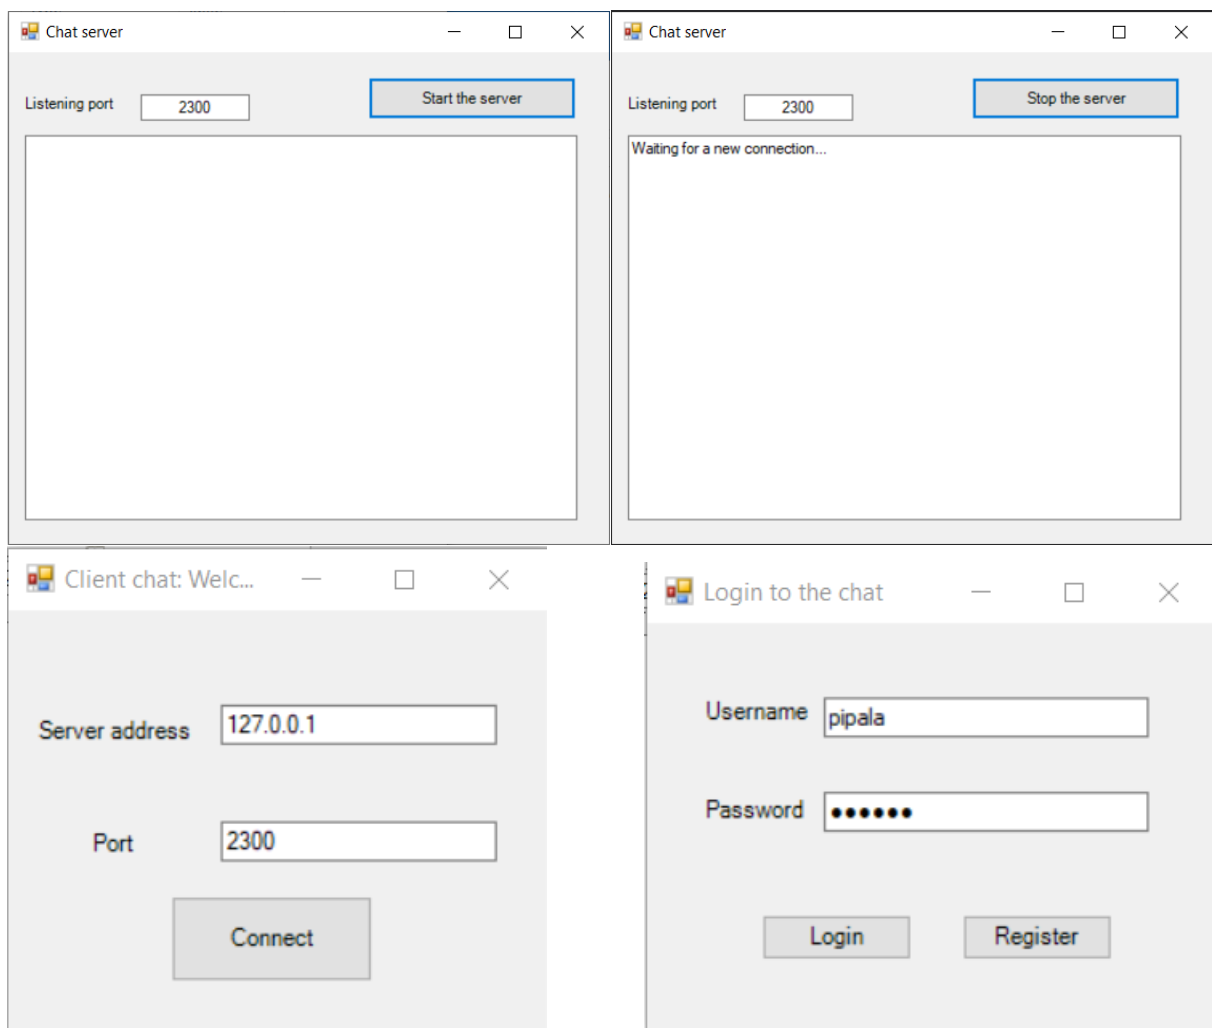 Chat server
Listening port 2300 Start the server
Chat server
Listening port 2300 Stop the server
Waiting for a new connection...
Client chat: Welc...
Server address 127.0.0.1
Port 2300
Connect
Login to the chat
Username pipala
Password ●●●●●●
Login Register